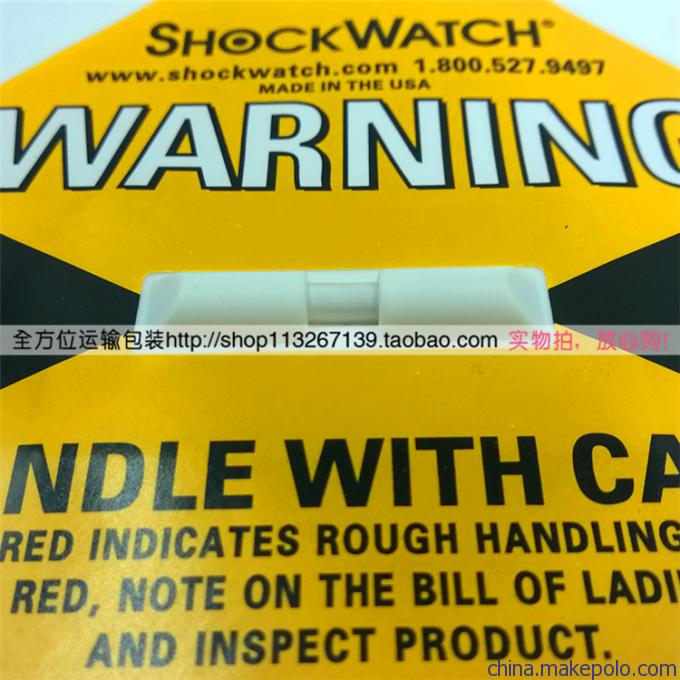 SHOCKWATCH®
www.shockwatch.com 1.800.527.9497
MADE IN THE USA
WARNING
全方位运输包装http://shop113267139.taobao.com 实物拍，放心购!
NDLE WITH CA
RED INDICATES ROUGH HANDLING
RED, NOTE ON THE BILL OF LADI
AND INSPECT PRODUCT.
china.makepolo.com